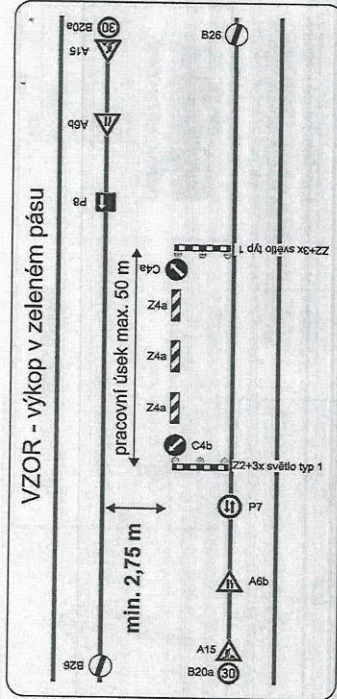 VZOR - výkop v zeleném pásu
B20a
30
A15
A6b
P8
B26
pracovní úsek max. 50 m
min. 2,75 m
C4a
Z4a
Z4a
Z4a
C4b
Z2+3x světlo typ 1
Z2+3x světlo typ 1
B26
P7
A6b
A15
B20a
30